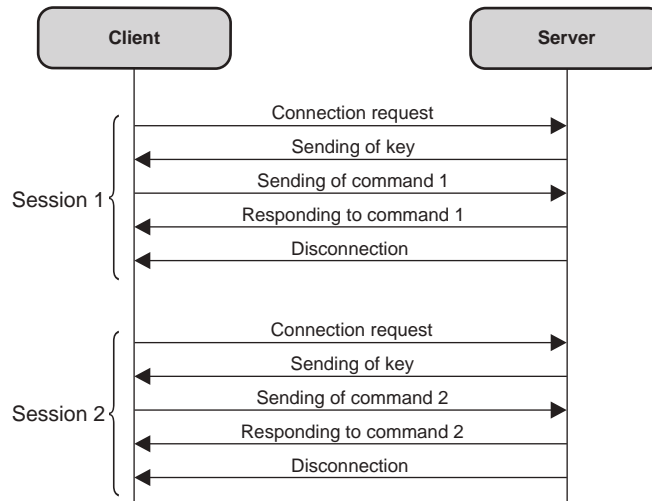 Client
Server
Connection request
Sending of key
Session 1
Sending of command 1
Responding to command 1
Disconnection
Connection request
Sending of key
Session 2
Sending of command 2
Responding to command 2
Disconnection